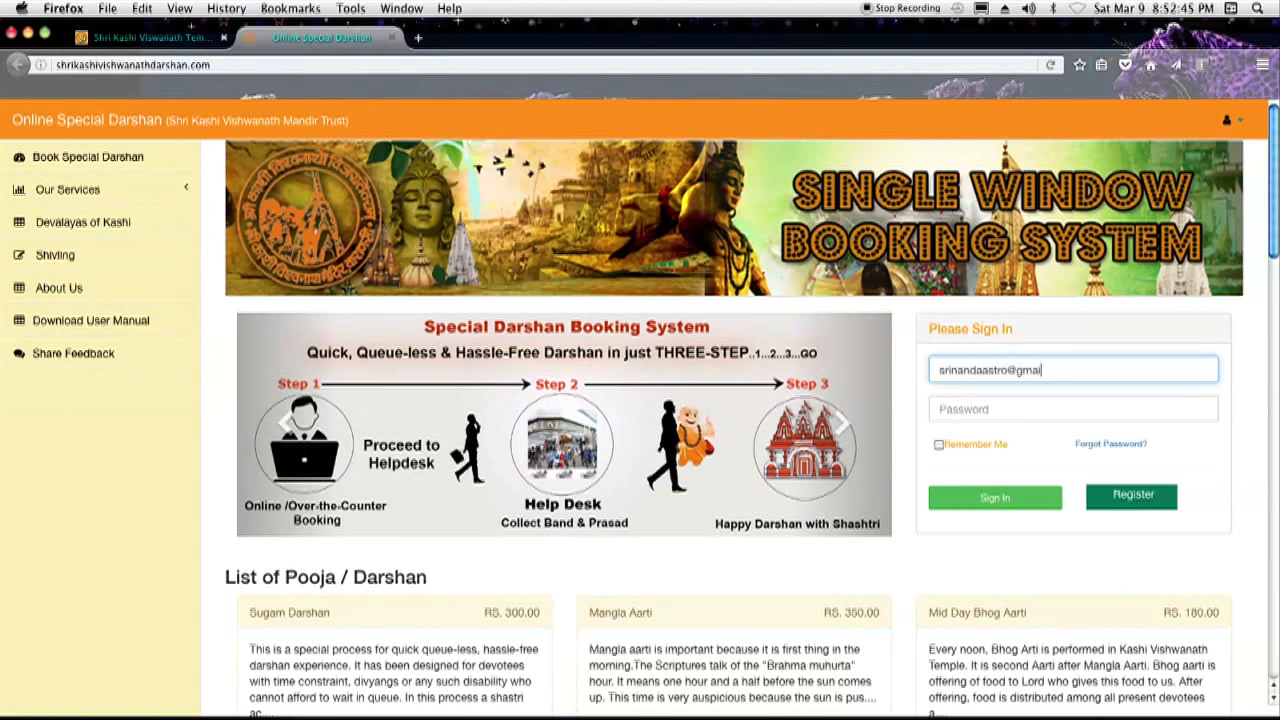 Firefox File Edit View History Bookmarks Tools Window Help Stop Recording Sat Mar 9 8:52:45 PM
Shri Kashi Viswanath Tem... Online Special Darshan
shrikashivishwanathdarshan.com
Online Special Darshan (Shri Kashi Vishwanath Mandir Trust)
Book Special Darshan
Our Services
Devalayas of Kashi
Shivling
About Us
Download User Manual
Share Feedback
SINGLE WINDOW
BOOKING SYSTEM
Special Darshan Booking System
Quick, Queue-less & Hassle-Free Darshan in just THREE-STEP..1...2...3...GO
Step 1 Step 2 Step 3
Proceed to
Helpdesk
Online /Over-the-Counter
Booking
Help Desk
Collect Band & Prasad
Happy Darshan with Shashtri
Please Sign In
srinandaastro@gmai
Password
Remember Me Forgot Password?
Sign In Register
List of Pooja / Darshan
Sugam Darshan RS. 300.00
This is a special process for quick queue-less, hassle-free
darshan experience. It has been designed for devotees
with time constraint, divyangs or any such disability who
cannot afford to wait in queue. In this process a shastri
ac....
Mangla Aarti RS. 350.00
Mangla aarti is important because it is first thing in the
morning.The Scriptures talk of the "Brahma muhurta"
hour. It means one hour and a half before the sun comes
up. This time is very auspicious because the sun is pus....
Mid Day Bhog Aarti RS. 180.00
Every noon, Bhog Arti is performed in Kashi Vishwanath
Temple. It is second Aarti after Mangla Aarti. Bhog aarti is
offering of food to Lord who gives this food to us. After
offering, food is distributed among all present devotees
a....